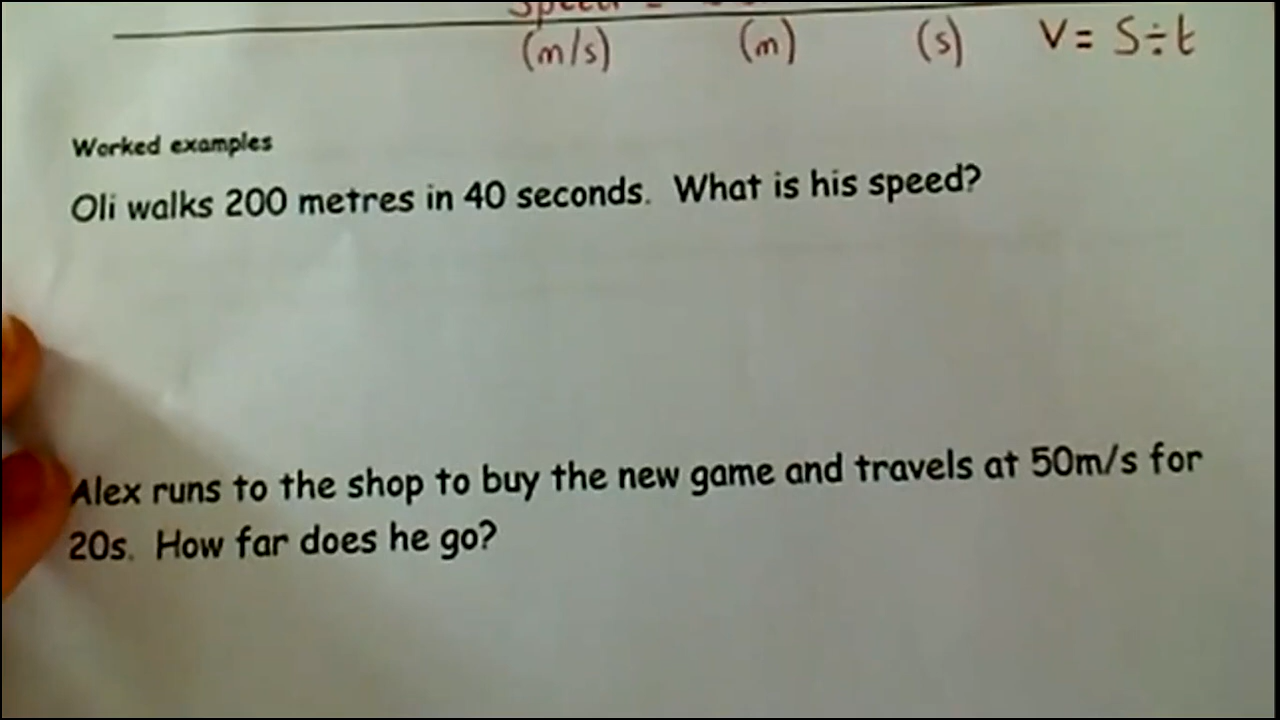 (m/s) (m) (s) V = S ÷ t
Worked examples
Oli walks 200 metres in 40 seconds. What is his speed?
Alex runs to the shop to buy the new game and travels at 50m/s for
20s. How far does he go?